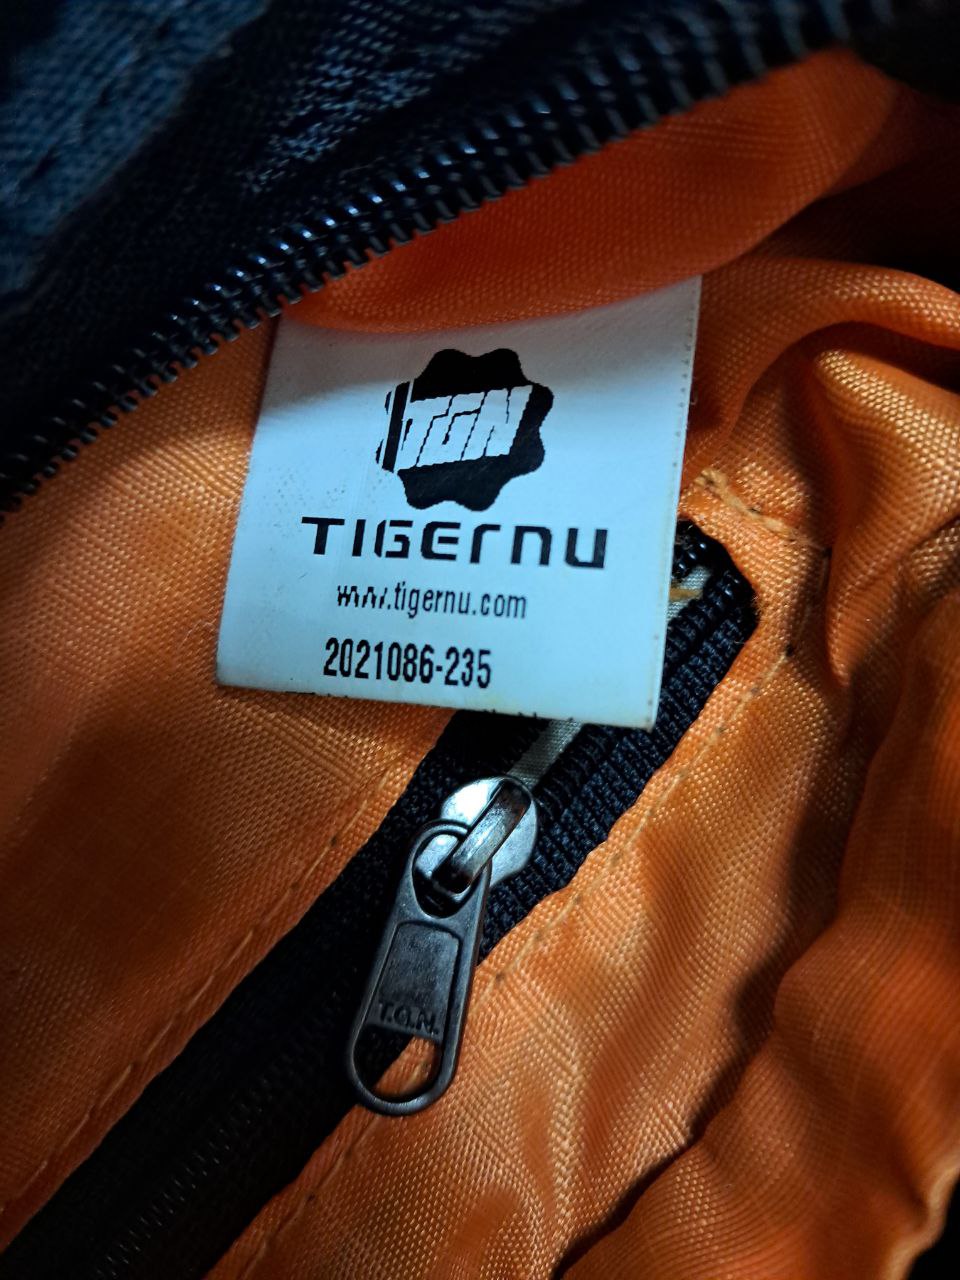 TGN
TIGERNU
www.tigernu.com
2021086-235
T.G.N.